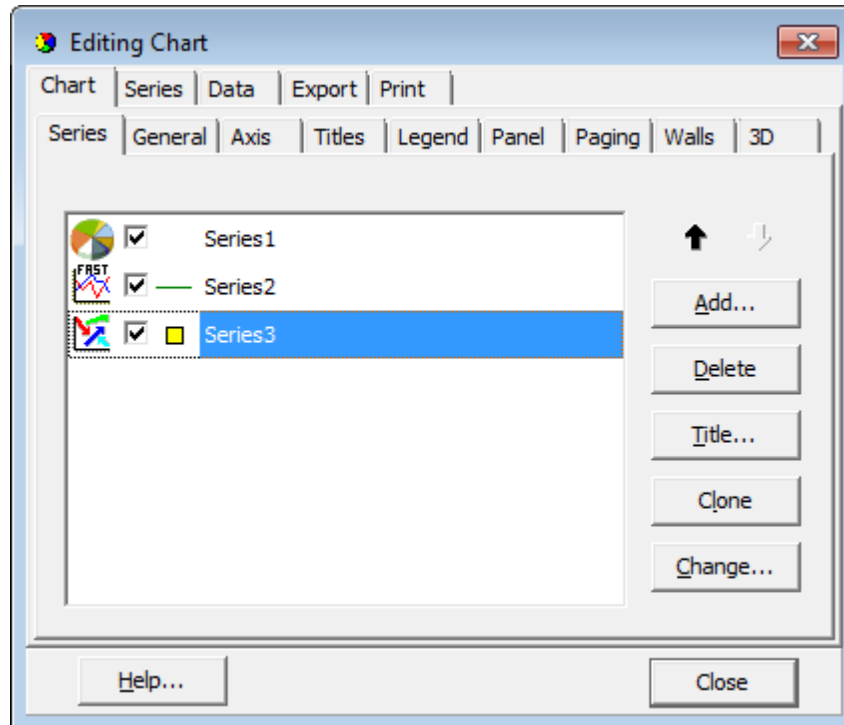 Editing Chart
Chart Series Data Export Print
Series General Axis Titles Legend Panel Paging Walls 3D
Series1
FAST
Series2
Series3
Add...
Delete
Title...
Clone
Change...
Help... Close